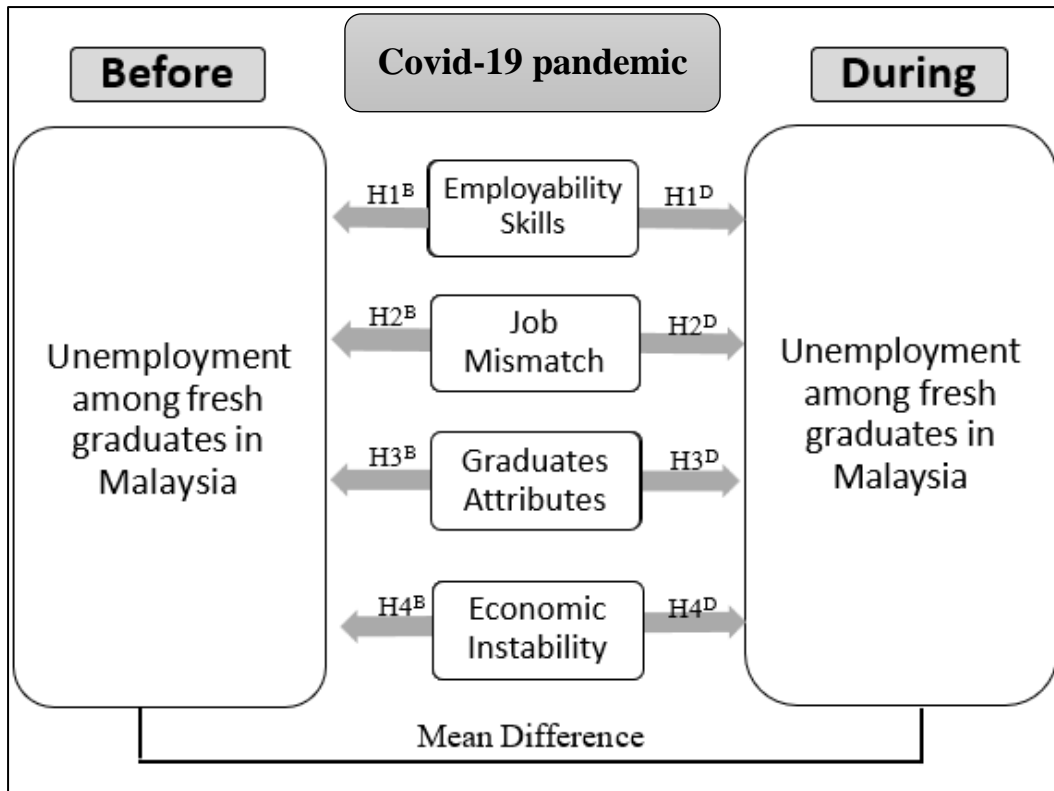 Covid-19 pandemic
Before
During
Unemployment
among fresh
graduates in
Malaysia
H1ᴮ
Employability
Skills
H1ᴰ
H2ᴮ
Job
Mismatch
H2ᴰ
H3ᴮ
Graduates
Attributes
H3ᴰ
H4ᴮ
Economic
Instability
H4ᴰ
Unemployment
among fresh
graduates in
Malaysia
Mean Difference